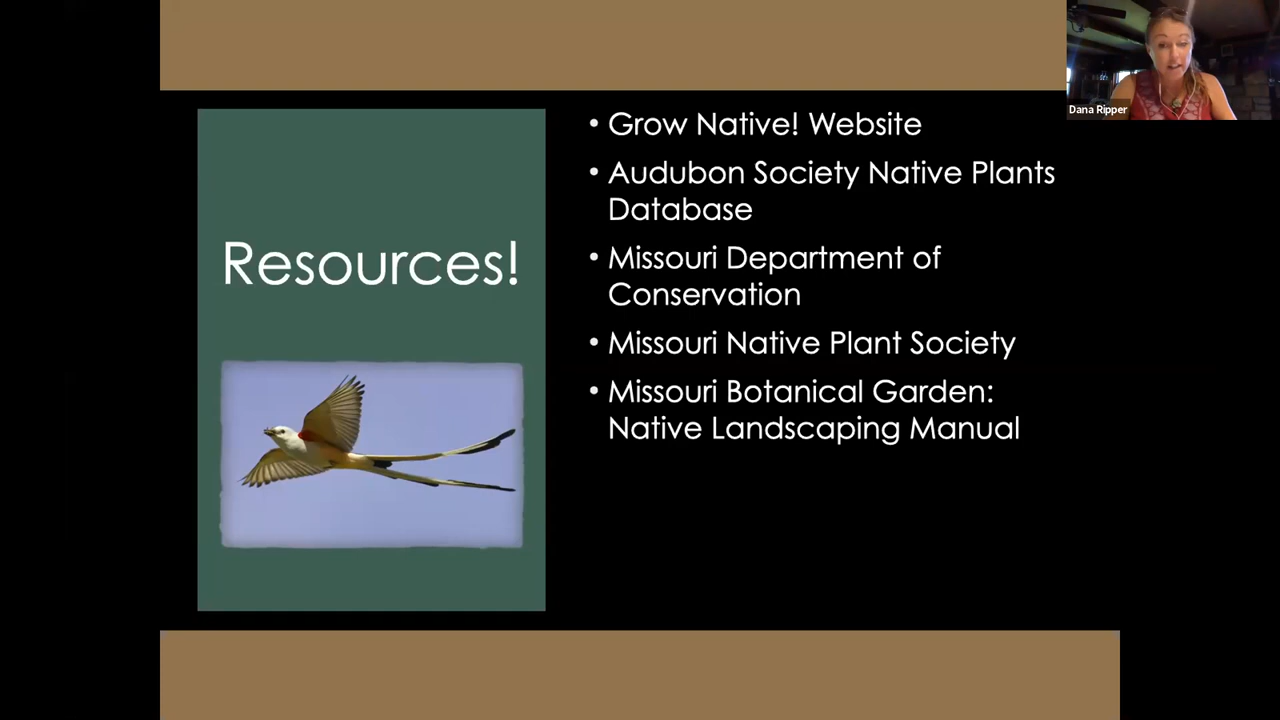 Resources!
• Grow Native! Website
• Audubon Society Native Plants
Database
• Missouri Department of
Conservation
• Missouri Native Plant Society
• Missouri Botanical Garden:
Native Landscaping Manual
Dana Ripper